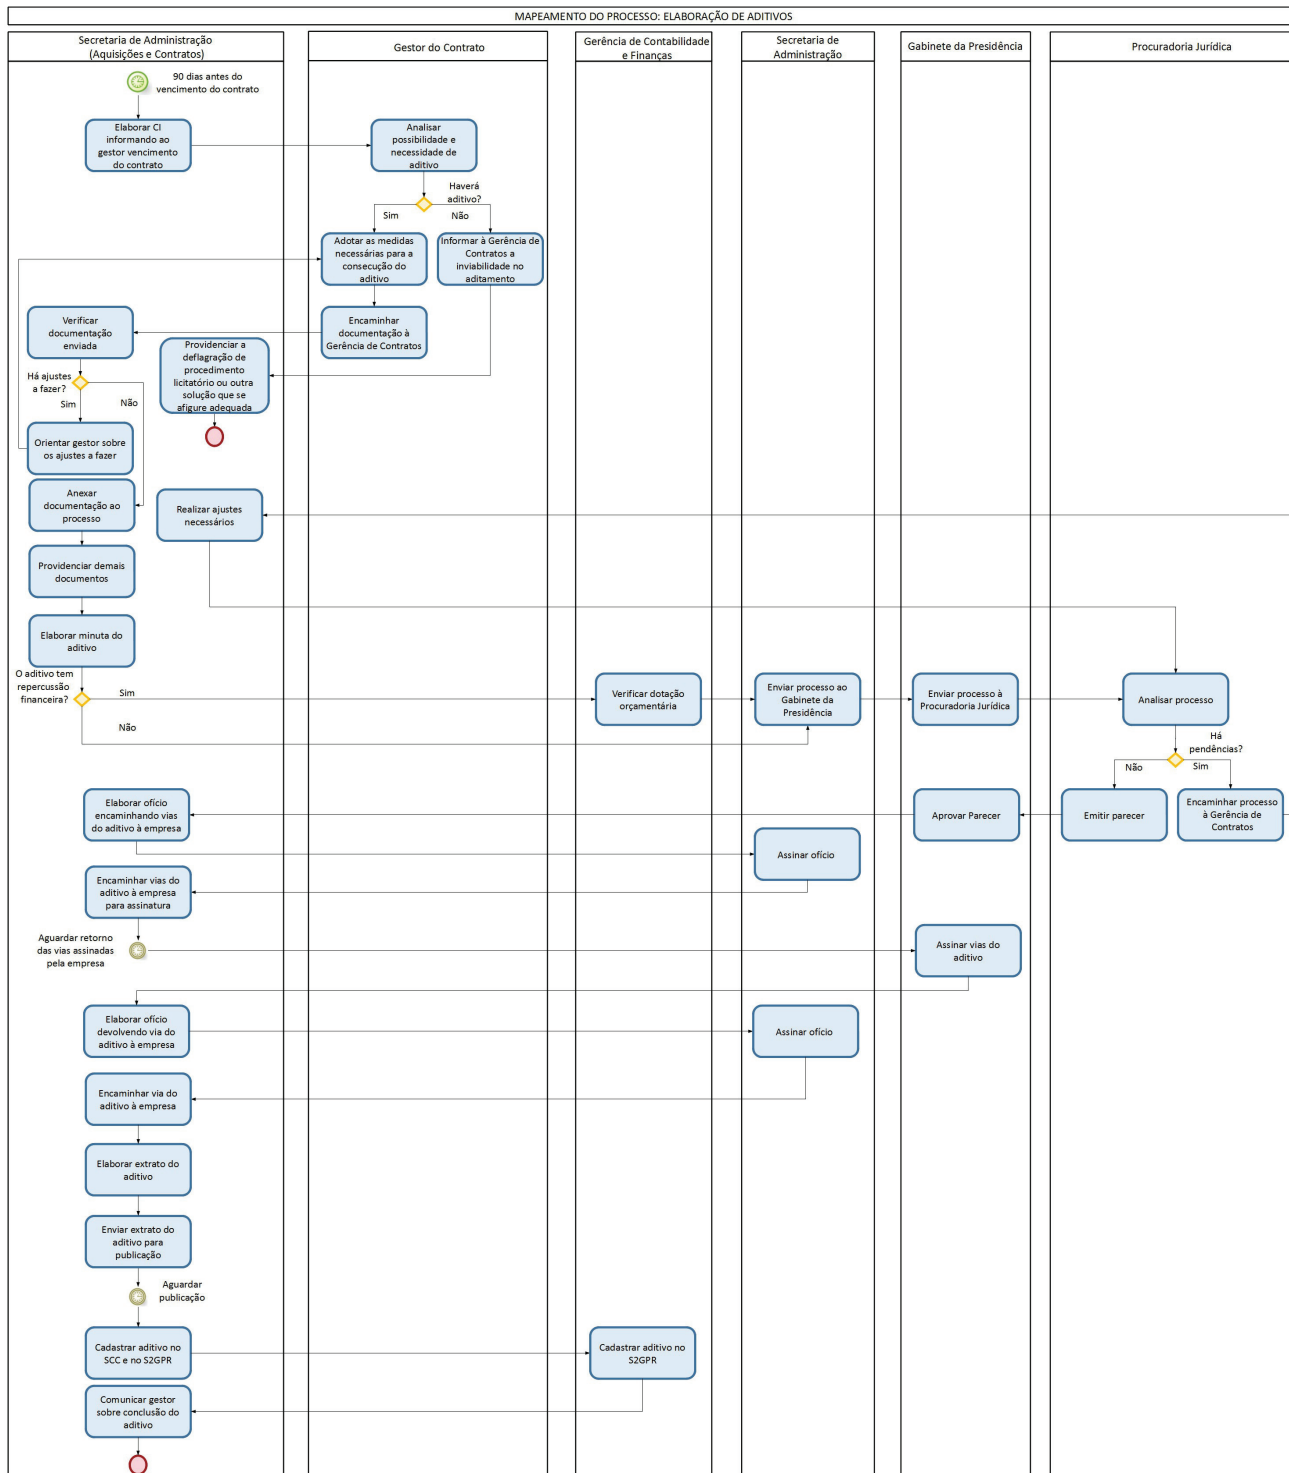 MAPEAMENTO DO PROCESSO: ELABORAÇÃO DE ADITIVOS
Secretaria de Administração
(Aquisições e Contratos)
Gestor do Contrato
Gerência de Contabilidade
e Finanças
Secretaria de
Administração
Gabinete da Presidência
Procuradoria Jurídica
90 dias antes do
vencimento do contrato
Elaborar CI
informando ao
gestor vencimento
do contrato
Analisar
possibilidade e
necessidade de
aditivo
Haverá
aditivo?
Sim
Não
Adotar as medidas
necessárias para a
consecução do
aditivo
Informar à Gerência de
Contratos a
inviabilidade no
aditamento
Verificar
documentação
enviada
Encaminhar
documentação à
Gerência de Contratos
Providenciar a
deflagração de
procedimento
licitatório ou outra
solução que se
afigure adequada
Há ajustes
a fazer?
Sim
Não
Orientar gestor sobre
os ajustes a fazer
Anexar
documentação ao
processo
Realizar ajustes
necessários
Providenciar demais
documentos
Elaborar minuta do
aditivo
O aditivo tem
repercussão
financeira?
Sim
Não
Verificar dotação
orçamentária
Enviar processo ao
Gabinete da
Presidência
Enviar processo à
Procuradoria Jurídica
Analisar processo
Há
pendências?
Não
Sim
Elaborar ofício
encaminhando vias
do aditivo à empresa
Aprovar Parecer
Emitir parecer
Encaminhar processo
à Gerência de
Contratos
Assinar ofício
Encaminhar vias do
aditivo à empresa
para assinatura
Aguardar retorno
das vias assinadas
pela empresa
Assinar vias do
aditivo
Elaborar ofício
devolvendo via do
aditivo à empresa
Assinar ofício
Encaminhar via do
aditivo à empresa
Elaborar extrato do
aditivo
Enviar extrato do
aditivo para
publicação
Aguardar
publicação
Cadastrar aditivo no
SCC e no S2GPR
Cadastrar aditivo no
S2GPR
Comunicar gestor
sobre conclusão do
aditivo